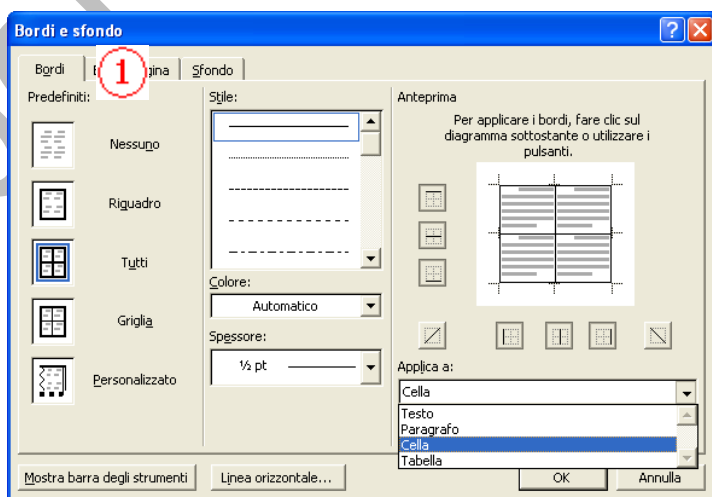 Bordi e sfondo
Bordi
1
gina
Sfondo
Predefiniti:
Nessuno
Riquadro
Tutti
Griglia
Personalizzato
Stile:
Colore:
Automatico
Spessore:
½ pt
Anteprima
Per applicare i bordi, fare clic sul
diagramma sottostante o utilizzare i
pulsanti.
Applica a:
Cella
Testo
Paragrafo
Cella
Tabella
Mostra barra degli strumenti
Linea orizzontale...
OK
Annulla